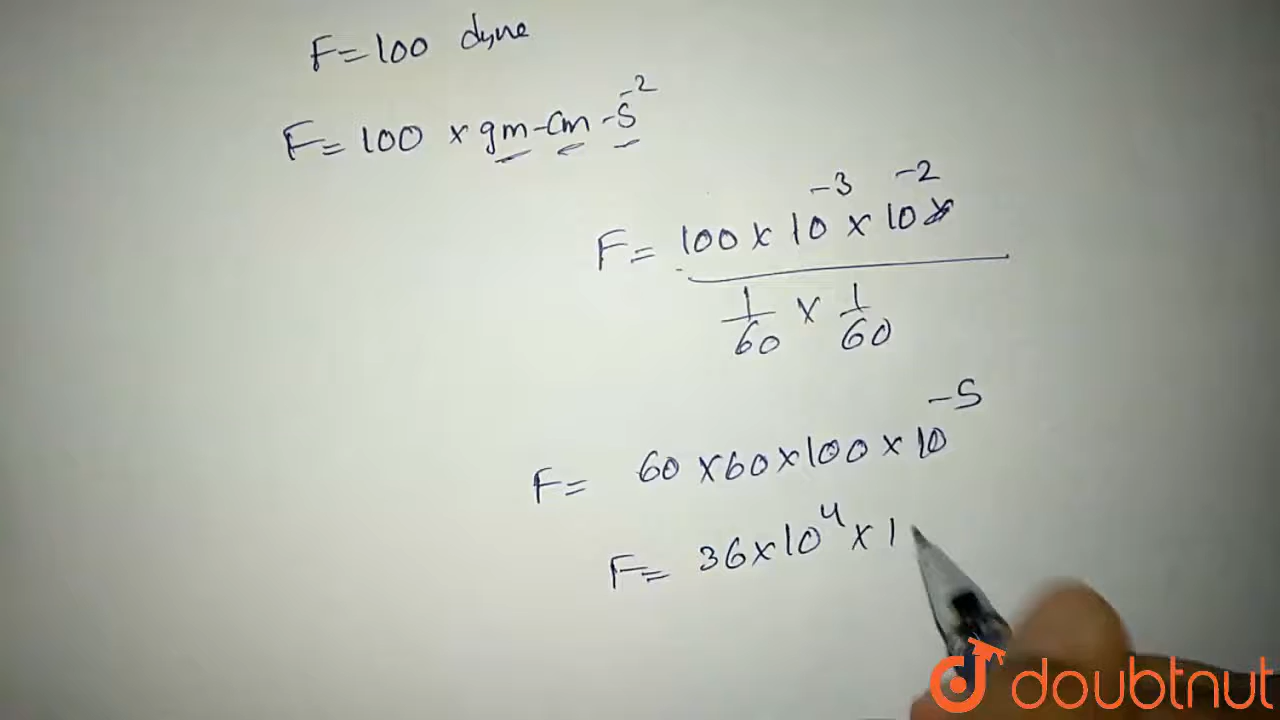 F = 100 dyne
F = 100 × gm-cm-s⁻²
F = 100 × 10⁻³ × 10⁻²
1/60 × 1/60
F = 60 × 60 × 100 × 10⁻⁵
F = 36 × 10⁴ × 1
doubtnut